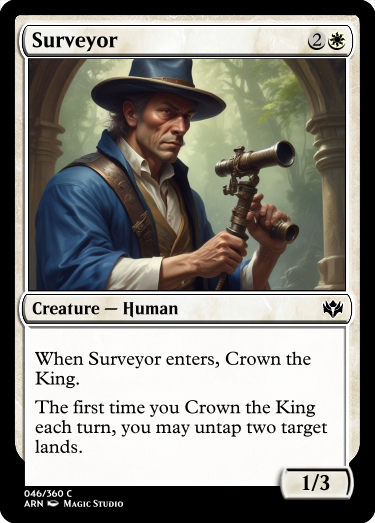 Surveyor 2
Creature — Human
When Surveyor enters, Crown the
King.
The first time you Crown the King
each turn, you may untap two target
lands.
1/3
046/360 C
ARN Magic Studio